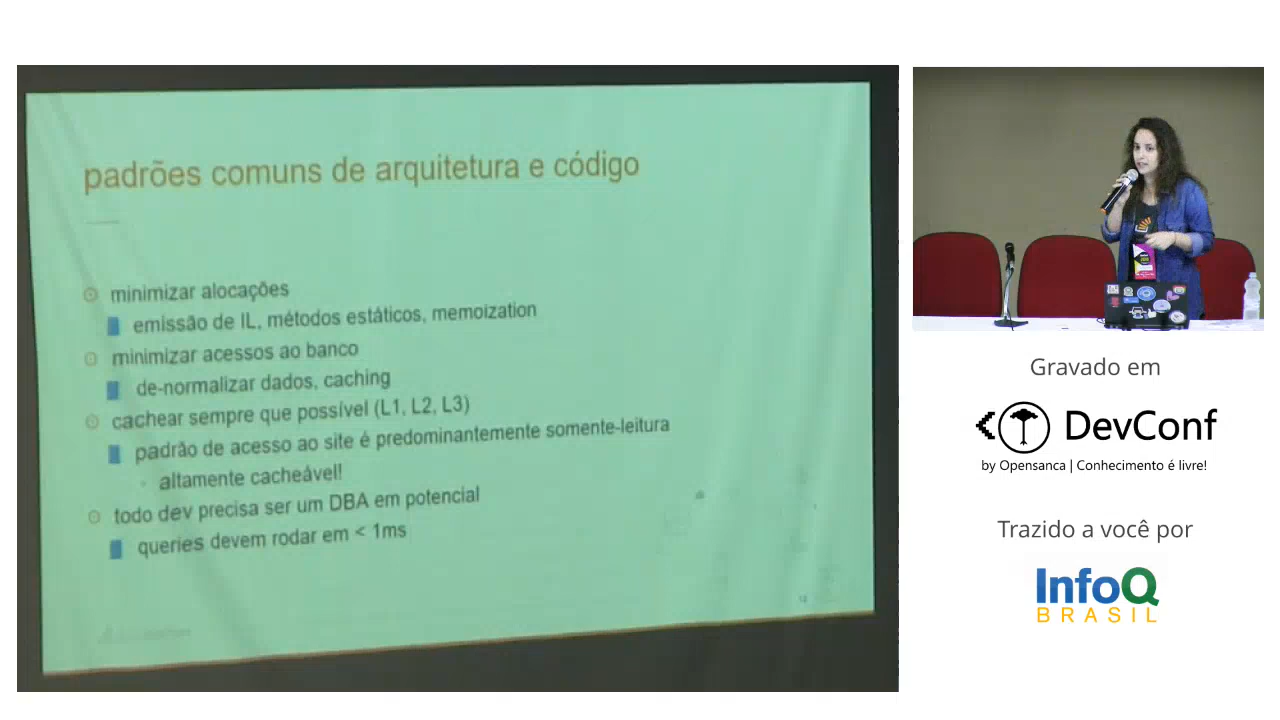 padrões comuns de arquitetura e código
minimizar alocações
emissão de IL, métodos estáticos, memoization
minimizar acessos ao banco
de-normalizar dados, caching
cachear sempre que possível (L1, L2, L3)
padrão de acesso ao site é predominantemente somente-leitura
altamente cacheável!
todo dev precisa ser um DBA em potencial
queries devem rodar em < 1ms
Gravado em
DevConf
by Opensanca | Conhecimento é livre!
Trazido a você por
InfoQ
BRASIL